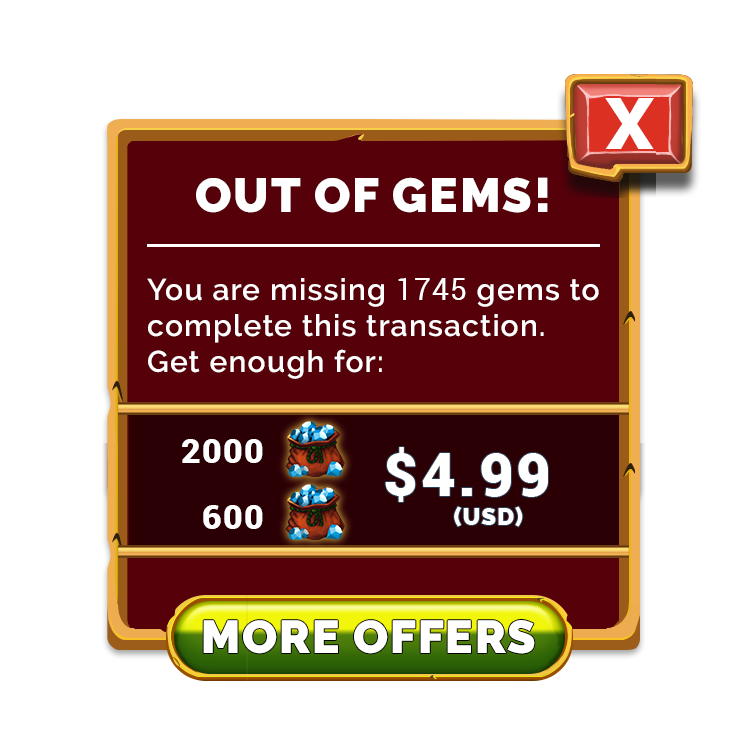 X
OUT OF GEMS!
You are missing 1745 gems to
complete this transaction.
Get enough for:
2000
600
$4.99
(USD)
MORE OFFERS